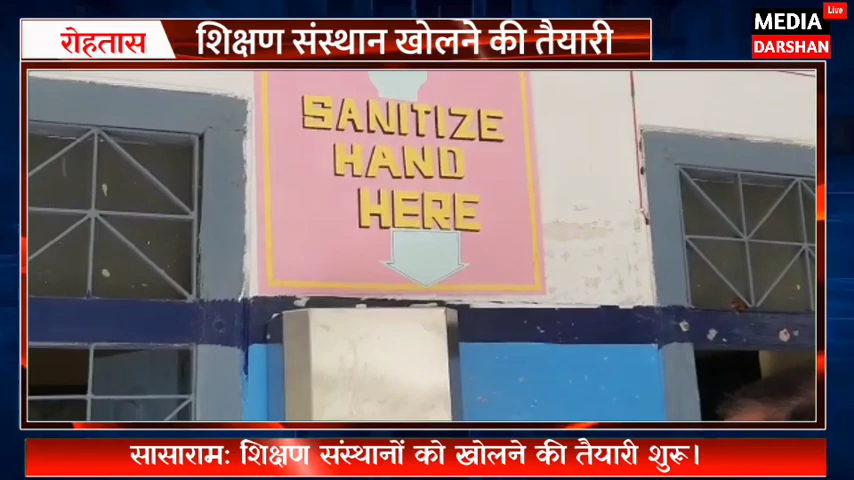 रोहतास
शिक्षण संस्थान खोलने की तैयारी
MEDIA Live
DARSHAN
SANITIZE
HAND
HERE
सासारामः शिक्षण संस्थानों को खोलने की तैयारी शुरू।